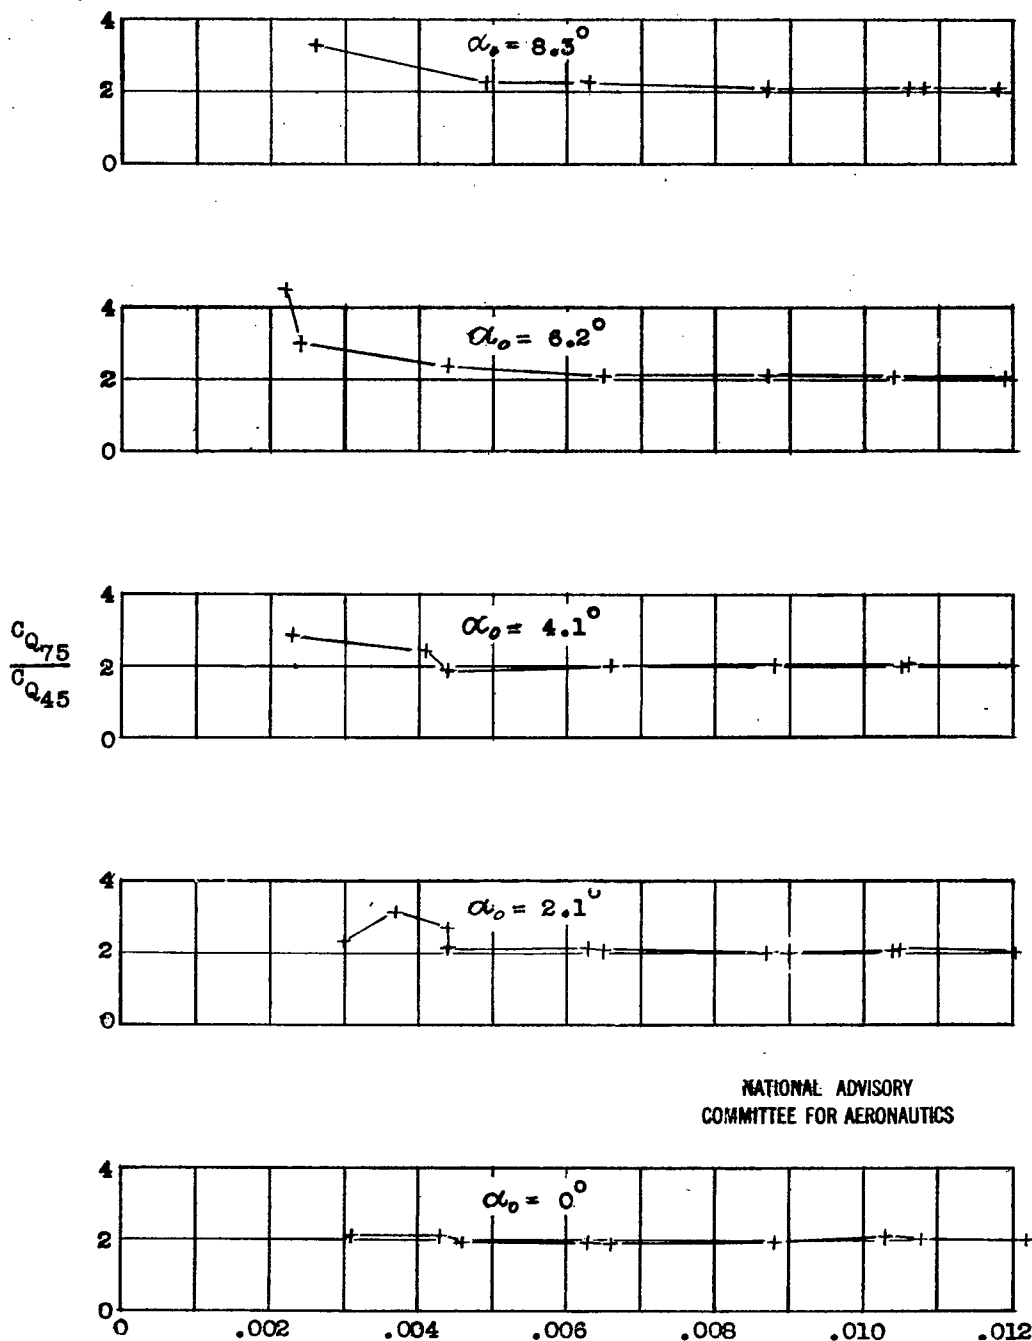 4
α₀ = 8.3°
2
0
4
α₀ = 6.2°
2
0
4
α₀ = 4.1°
C_Q75
C_Q45
2
0
4
α₀ = 2.1°
2
0
NATIONAL ADVISORY
COMMITTEE FOR AERONAUTICS
4
α₀ = 0°
2
0
0 .002 .004 .006 .008 .010 .012